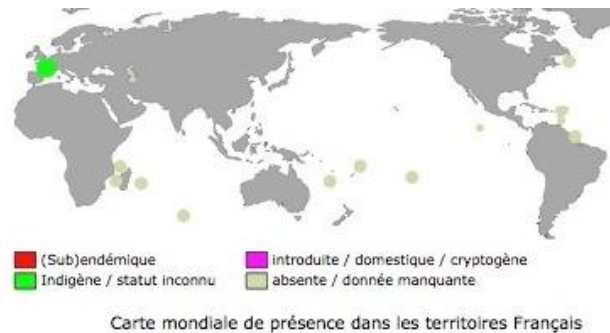 (Sub)endémique
introduite / domestique / cryptogène
Indigène / statut inconnu
absente / donnée manquante
Carte mondiale de présence dans les territoires Français